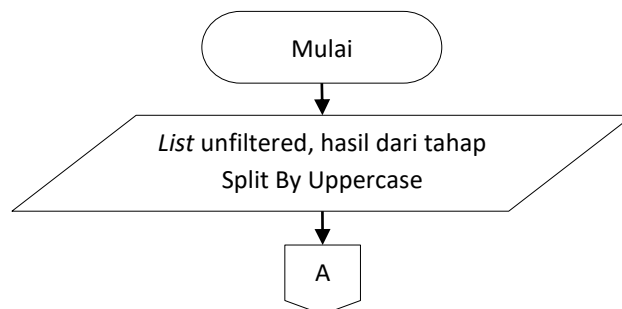 Mulai
List unfiltered, hasil dari tahap
Split By Uppercase
A